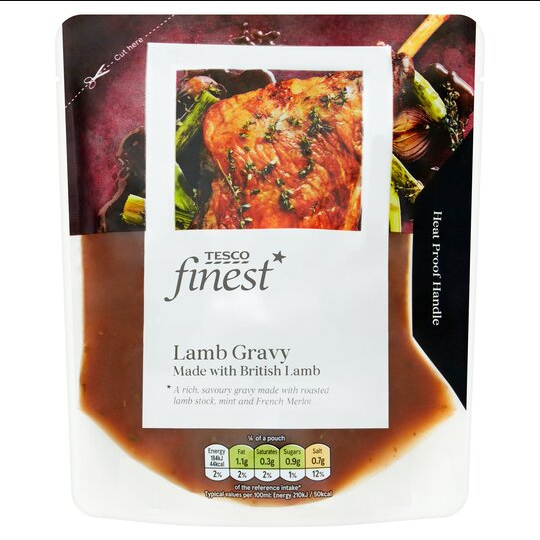 Cut here
TESCO
finest*
Heat Proof Handle
Lamb Gravy
Made with British Lamb
* A rich, savoury gravy made with roasted
lamb stock, mint and French Merlot.
¼ of a pouch
Energy
184kJ
44kcal
2%
Fat
1.1g
2%
Saturates
0.3g
2%
Sugars
0.9g
1%
Salt
0.7g
12%
of the reference intake*
Typical values per 100ml: Energy 210kJ / 50kcal